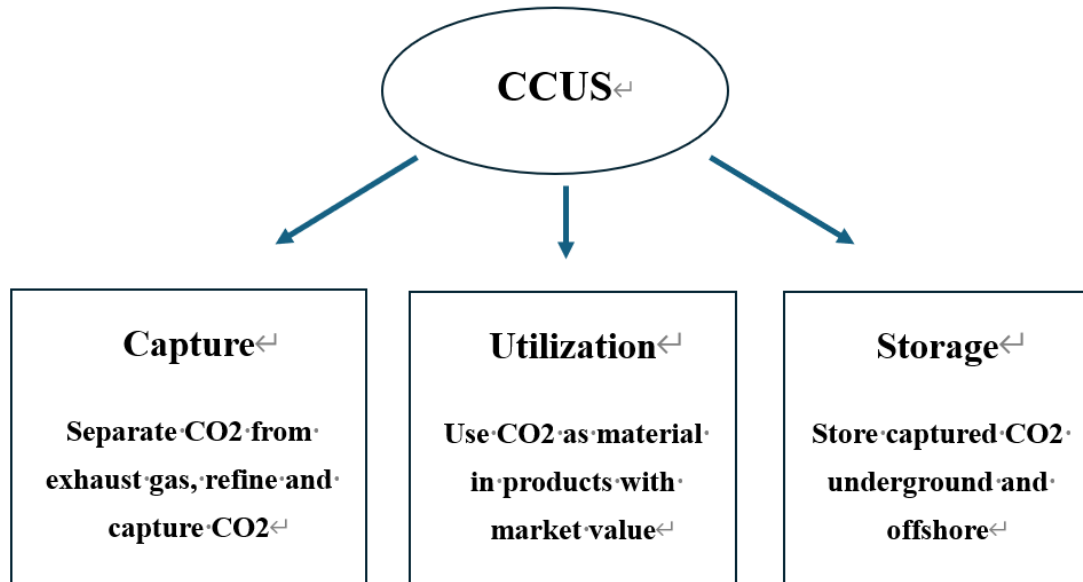 CCUS
Capture
Separate CO2 from
exhaust gas, refine and
capture CO2
Utilization
Use CO2 as material
in products with
market value
Storage
Store captured CO2
underground and
offshore